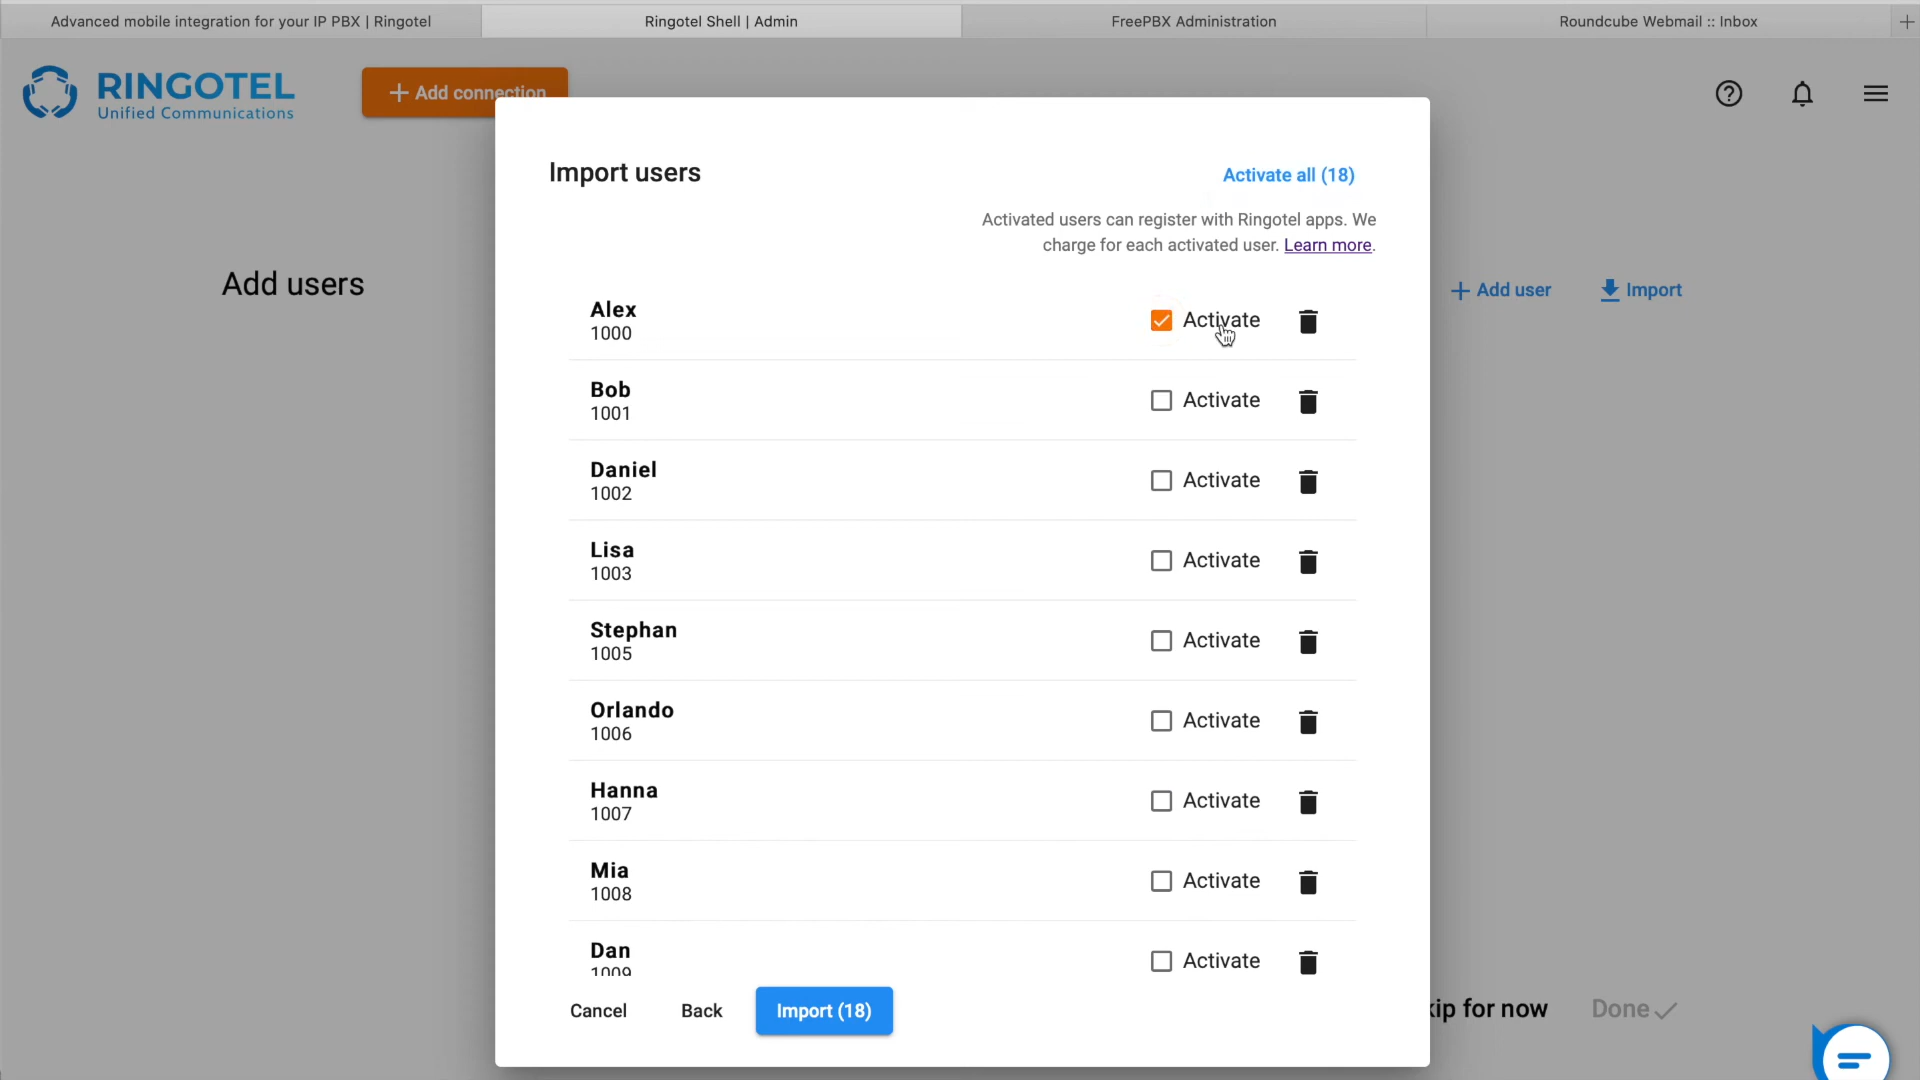 Advanced mobile integration for your IP PBX | Ringotel
Ringotel Shell | Admin
FreePBX Administration
Roundcube Webmail :: Inbox
RINGOTEL
Unified Communications
Add connection
Import users
Activate all (18)
Activated users can register with Ringotel apps. We
charge for each activated user. Learn more.
Add users
Add user
Import
Alex
1000
Activate
Bob
1001
Activate
Daniel
1002
Activate
Lisa
1003
Activate
Stephan
1005
Activate
Orlando
1006
Activate
Hanna
1007
Activate
Mia
1008
Activate
Dan
1009
Activate
Cancel
Back
Import (18)
kip for now
Done